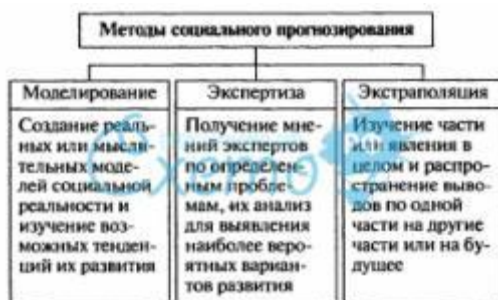 Методы социального прогнозирования
Моделирование
Создание реаль-
ных или мысли-
тельных моде-
лей социальной
реальности и
изучение воз-
можных тенден-
ций их развития
Экспертиза
Получение мне-
ний экспертов
по определен-
ным пробле-
мам, их анализ
для выявления
наиболее веро-
ятных вариан-
тов развития
Экстраполяция
Изучение части
или явления в
целом и распро-
странение выво-
дов по одной
части на другие
части или на бу-
дущее